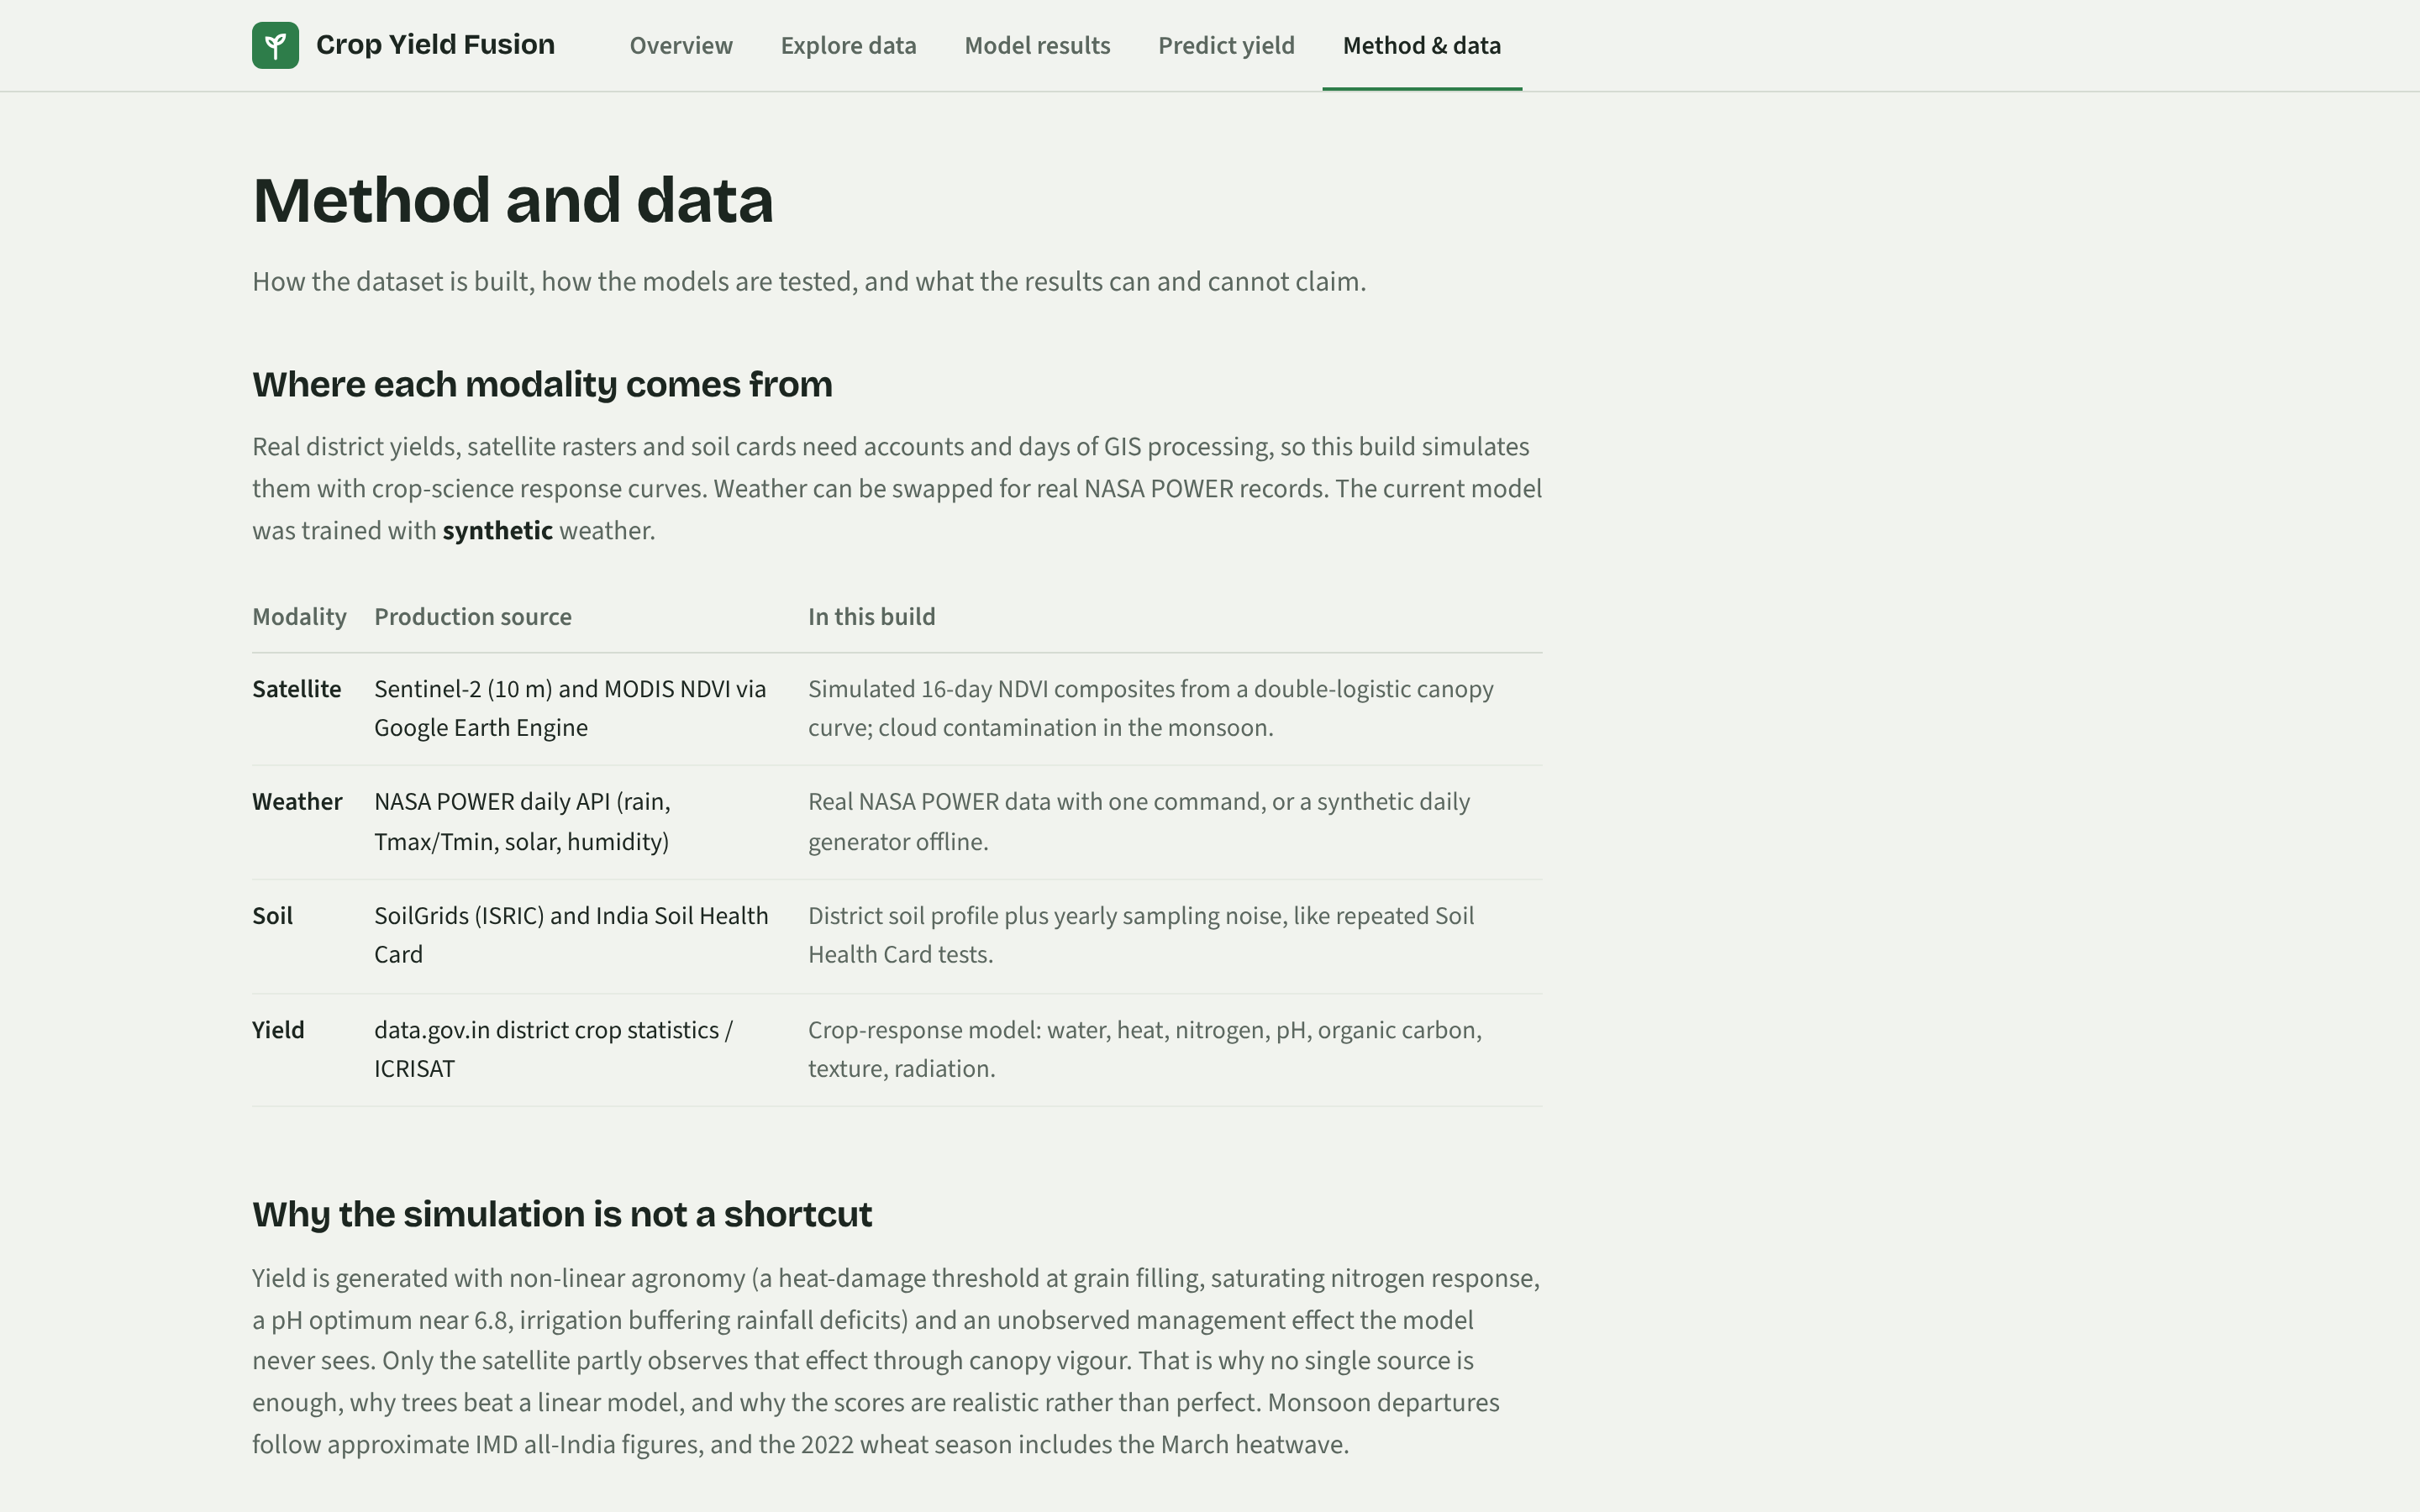 Crop Yield Fusion
Overview
Explore data
Model results
Predict yield
Method & data
Method and data
How the dataset is built, how the models are tested, and what the results can and cannot claim.
Where each modality comes from
Real district yields, satellite rasters and soil cards need accounts and days of GIS processing, so this build simulates
them with crop-science response curves. Weather can be swapped for real NASA POWER records. The current model
was trained with synthetic weather.
Modality Production source In this build
Satellite Sentinel-2 (10 m) and MODIS NDVI via Simulated 16-day NDVI composites from a double-logistic canopy
Google Earth Engine curve; cloud contamination in the monsoon.
Weather NASA POWER daily API (rain, Real NASA POWER data with one command, or a synthetic daily
Tmax/Tmin, solar, humidity) generator offline.
Soil SoilGrids (ISRIC) and India Soil Health District soil profile plus yearly sampling noise, like repeated Soil
Card Health Card tests.
Yield data.gov.in district crop statistics / Crop-response model: water, heat, nitrogen, pH, organic carbon,
ICRISAT texture, radiation.
Why the simulation is not a shortcut
Yield is generated with non-linear agronomy (a heat-damage threshold at grain filling, saturating nitrogen response,
a pH optimum near 6.8, irrigation buffering rainfall deficits) and an unobserved management effect the model
never sees. Only the satellite partly observes that effect through canopy vigour. That is why no single source is
enough, why trees beat a linear model, and why the scores are realistic rather than perfect. Monsoon departures
follow approximate IMD all-India figures, and the 2022 wheat season includes the March heatwave.